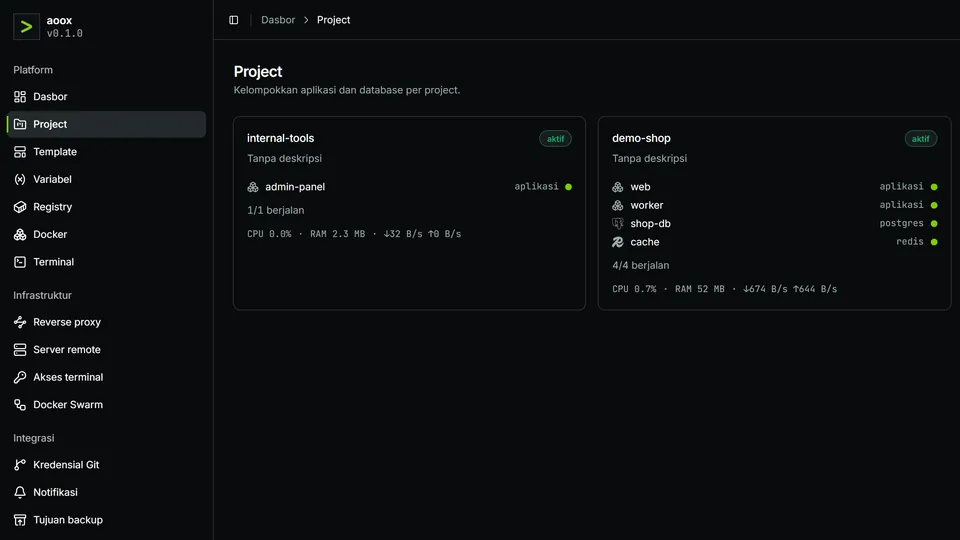 aoox
v0.1.0
Platform
Dasbor
Project
Template
Variabel
Registry
Docker
Terminal
Infrastruktur
Reverse proxy
Server remote
Akses terminal
Docker Swarm
Integrasi
Kredensial Git
Notifikasi
Tujuan backup
Dasbor > Project
Project
Kelompokkan aplikasi dan database per project.
internal-tools aktif
Tanpa deskripsi
admin-panel aplikasi
1/1 berjalan
CPU 0.0% · RAM 2.3 MB · ↓32 B/s ↑0 B/s
demo-shop aktif
Tanpa deskripsi
web aplikasi
worker aplikasi
shop-db postgres
cache redis
4/4 berjalan
CPU 0.7% · RAM 52 MB · ↓674 B/s ↑644 B/s